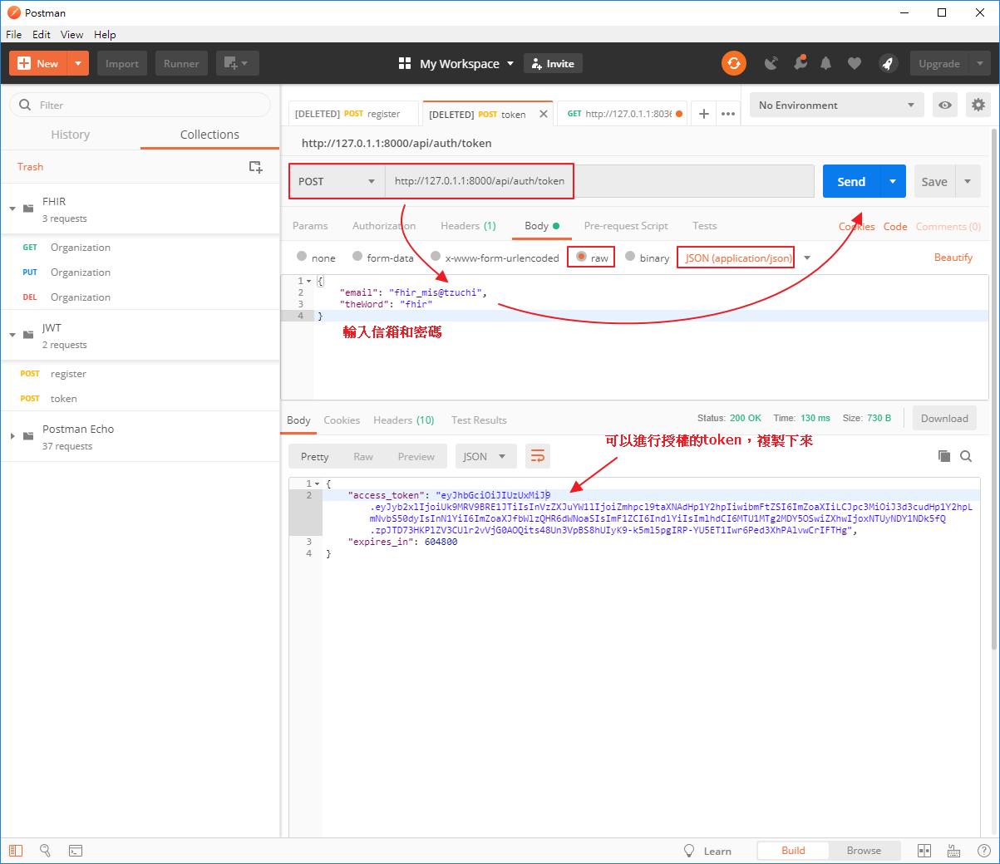 Postman
File Edit View Help
New Import Runner My Workspace Invite Upgrade
Filter
History Collections
Trash
FHIR
3 requests
GET Organization
PUT Organization
DEL Organization
JWT
2 requests
POST register
POST token
Postman Echo
37 requests
[DELETED] POST register [DELETED] POST token GET http://127.0.1.1:8036 No Environment
http://127.0.1.1:8000/api/auth/token
POST http://127.0.1.1:8000/api/auth/token Send Save
Params Authorization Headers (1) Body Pre-request Script Tests Cookies Code Comments (0)
none form-data x-www-form-urlencoded raw binary JSON (application/json) Beautify
1 {
2 "email": "fhir_mis@tzuchi",
3 "theWord": "fhir"
4 }
輸入信箱和密碼
Body Cookies Headers (10) Test Results Status: 200 OK Time: 130 ms Size: 730 B Download
可以進行授權的token，複製下來
Pretty Raw Preview JSON
1 {
2 "access_token": "eyJhbGciOiJIUzUxMiJ9
3 "expires_in": 604800
4 }
Learn Build Browse